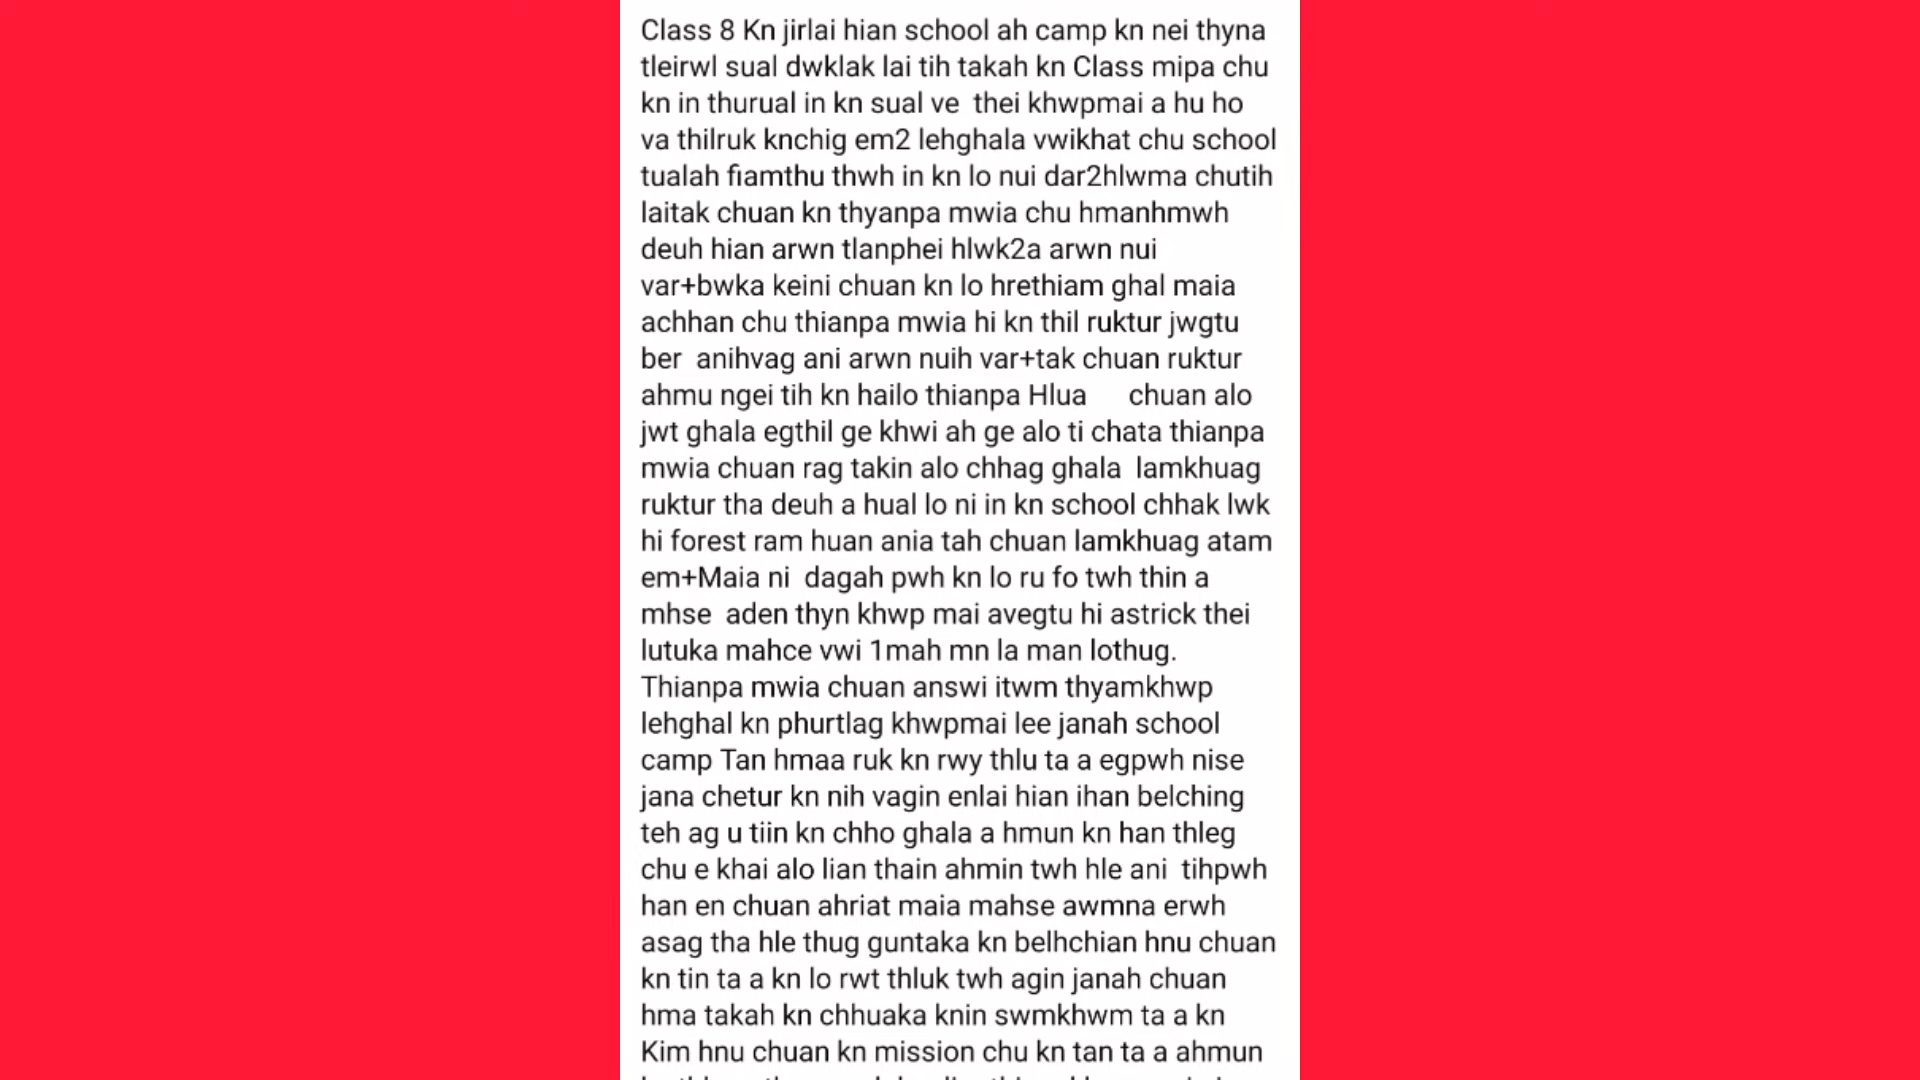 Class 8 Kn jirlai hian school ah camp kn nei thyna
tleirwl sual dwklak lai tih takah kn Class mipa chu
kn in thurual in kn sual ve  thei khwpmai a hu ho
va thilruk knchig em2 lehghala vwikhat chu school
tualah fiamthu thwh in kn lo nui dar2hlwma chutih
laitak chuan kn thyanpa mwia chu hmanhmwh
deuh hian arwn tlanphei hlwk2a arwn nui
var+bwka keini chuan kn lo hrethiam ghal maia
achhan chu thianpa mwia hi kn thil ruktur jwgtu
ber  anihvag ani arwn nuih var+tak chuan ruktur
ahmu ngei tih kn hailo thianpa Hlua      chuan alo
jwt ghala egthil ge khwi ah ge alo ti chata thianpa
mwia chuan rag takin alo chhag ghala  lamkhuag
ruktur tha deuh a hual lo ni in kn school chhak lwk
hi forest ram huan ania tah chuan lamkhuag atam
em+Maia ni  dagah pwh kn lo ru fo twh thin a
mhse  aden thyn khwp mai avegtu hi astrick thei
lutuka mahce vwi 1mah mn la man lothug.
Thianpa mwia chuan answi itwm thyamkhwp
lehghal kn phurtlag khwpmai lee janah school
camp Tan hmaa ruk kn rwy thlu ta a egpwh nise
jana chetur kn nih vagin enlai hian ihan belching
teh ag u tiin kn chho ghala a hmun kn han thleg
chu e khai alo lian thain ahmin twh hle ani  tihpwh
han en chuan ahriat maia mahse awmna erwh
asag tha hle thug guntaka kn belhchian hnu chuan
kn tin ta a kn lo rwt thluk twh agin janah chuan
hma takah kn chhuaka knin swmkhwm ta a kn
Kim hnu chuan kn mission chu kn tan ta a ahmun